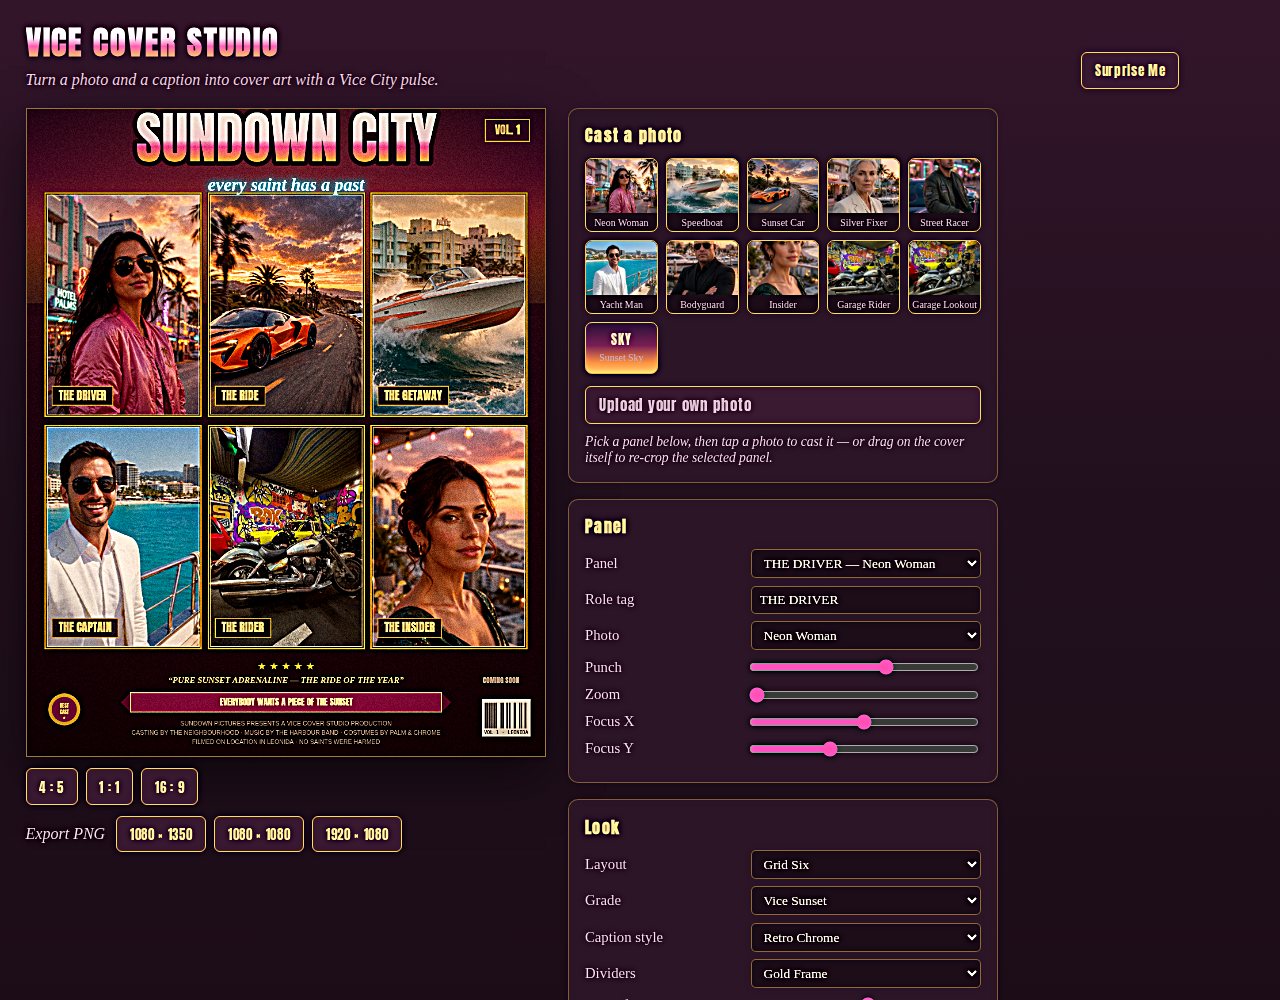 VICE COVER STUDIO
Turn a photo and a caption into cover art with a Vice City pulse.
Surprise Me
SUNDOWN CITY
VOL. 1
every saint has a past
HOTEL
PALMS
THE DRIVER
THE RIDE
THE GETAWAY
THE CAPTAIN
THE RIDER
THE INSIDER
★ ★ ★ ★ ★
“PURE SUNSET ADRENALINE — THE RIDE OF THE YEAR”
COMING SOON
BEST
CAST
EVERYBODY WANTS A PIECE OF THE SUNSET
VOL 1 · LEONIDA
SUNDOWN PICTURES PRESENTS A VICE COVER STUDIO PRODUCTION
CASTING BY THE NEIGHBOURHOOD · MUSIC BY THE HARBOUR BAND · COSTUMES BY PALM & CHROME
FILMED ON LOCATION IN LEONIDA · NO SAINTS WERE HARMED
4 : 5
1 : 1
16 : 9
Export PNG
1080 × 1350
1080 × 1080
1920 × 1080
Cast a photo
Neon Woman
Speedboat
Sunset Car
Silver Fixer
Street Racer
Yacht Man
Bodyguard
Insider
Garage Rider
Garage Lookout
SKY
Sunset Sky
Upload your own photo
Pick a panel below, then tap a photo to cast it — or drag on the cover
itself to re-crop the selected panel.
Panel
Panel
THE DRIVER — Neon Woman
Role tag
THE DRIVER
Photo
Neon Woman
Punch
Zoom
Focus X
Focus Y
Look
Layout
Grid Six
Grade
Vice Sunset
Caption style
Retro Chrome
Dividers
Gold Frame